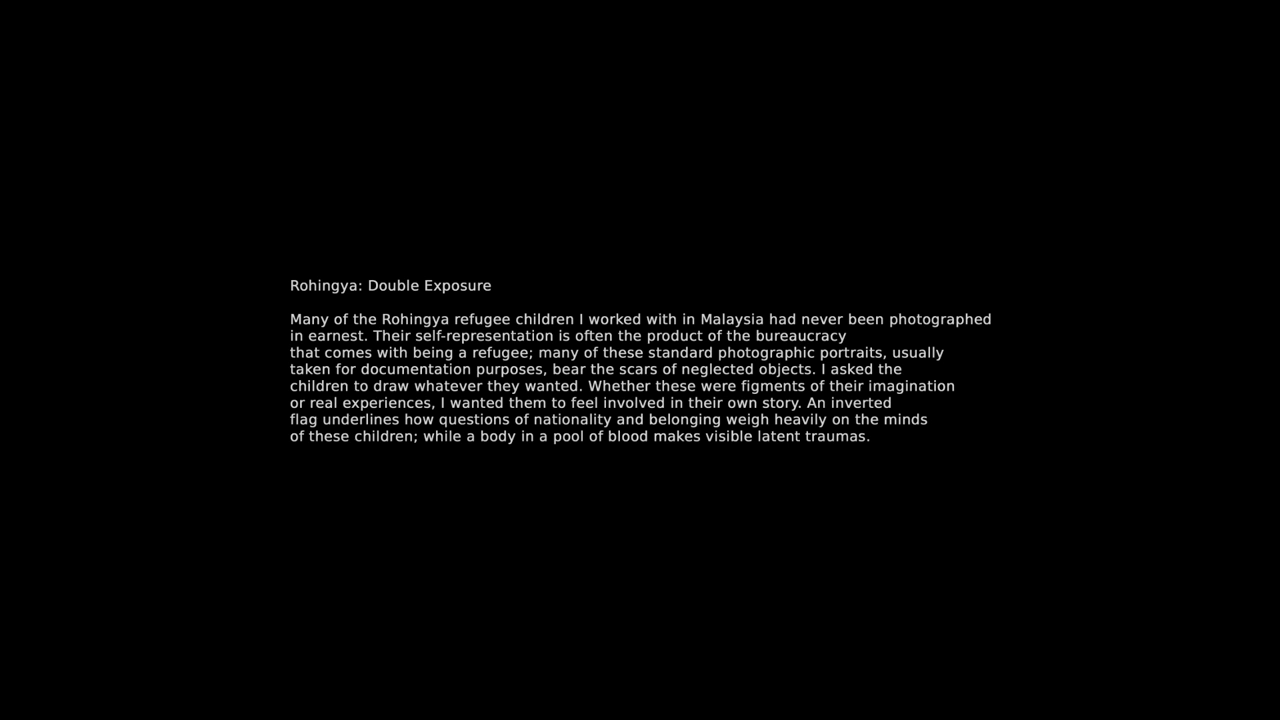 Rohingya: Double Exposure
Many of the Rohingya refugee children I worked with in Malaysia had never been photographed
in earnest. Their self-representation is often the product of the bureaucracy
that comes with being a refugee; many of these standard photographic portraits, usually
taken for documentation purposes, bear the scars of neglected objects. I asked the
children to draw whatever they wanted. Whether these were figments of their imagination
or real experiences, I wanted them to feel involved in their own story. An inverted
flag underlines how questions of nationality and belonging weigh heavily on the minds
of these children; while a body in a pool of blood makes visible latent traumas.